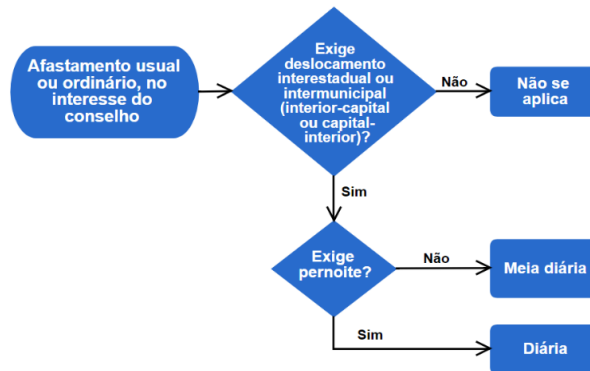 Afastamento usual
ou ordinário, no
interesse do
conselho
Exige
deslocamento
interestadual ou
intermunicipal
(interior-capital
ou capital-
interior)?
Não
Não se
aplica
Sim
Exige
pernoite?
Não
Meia diária
Sim
Diária